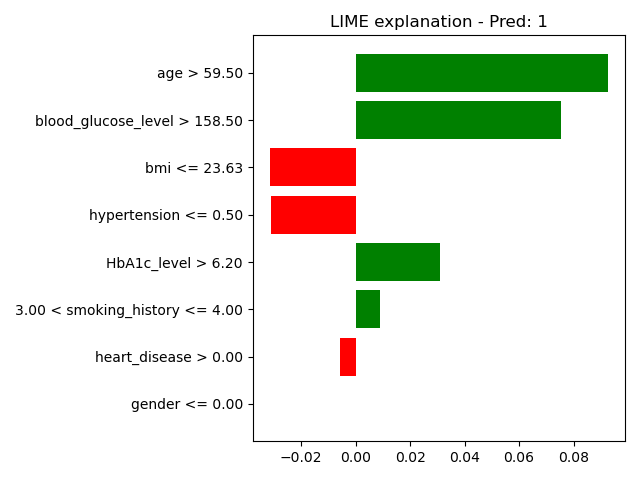 LIME explanation - Pred: 1
age > 59.50
blood_glucose_level > 158.50
bmi <= 23.63
hypertension <= 0.50
HbA1c_level > 6.20
3.00 < smoking_history <= 4.00
heart_disease > 0.00
gender <= 0.00
−0.02 0.00 0.02 0.04 0.06 0.08